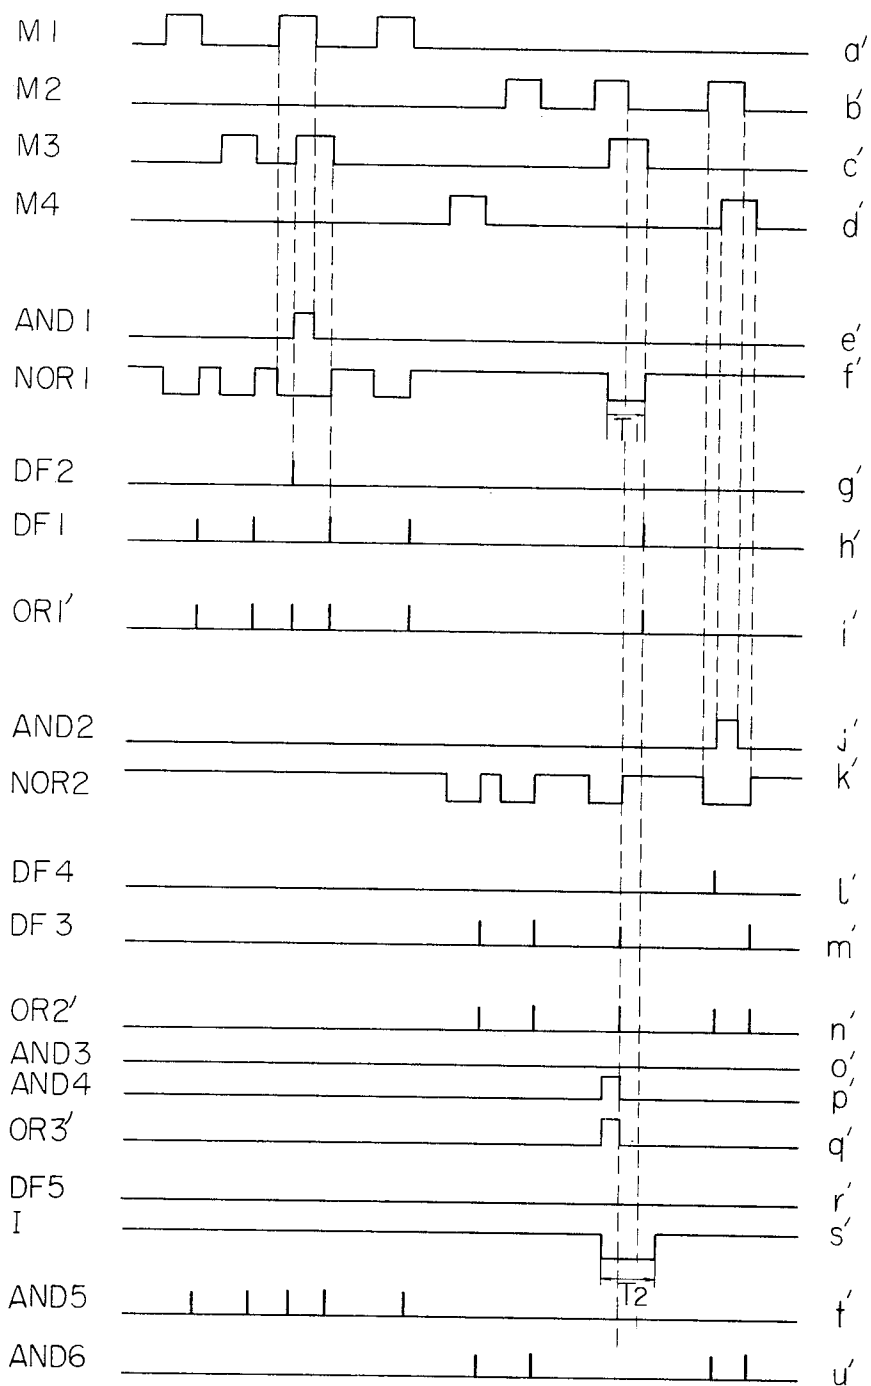 M1 a′
M2 b′
M3 c′
M4 d′
AND1 e′
NOR1 f′
T1
DF2 g′
DF1 h′
OR1′ i′
AND2 j′
NOR2 k′
DF4 l′
DF3 m′
OR2′ n′
AND3 o′
AND4 p′
OR3′ q′
DF5 r′
I s′
T2
AND5 t′
AND6 u′